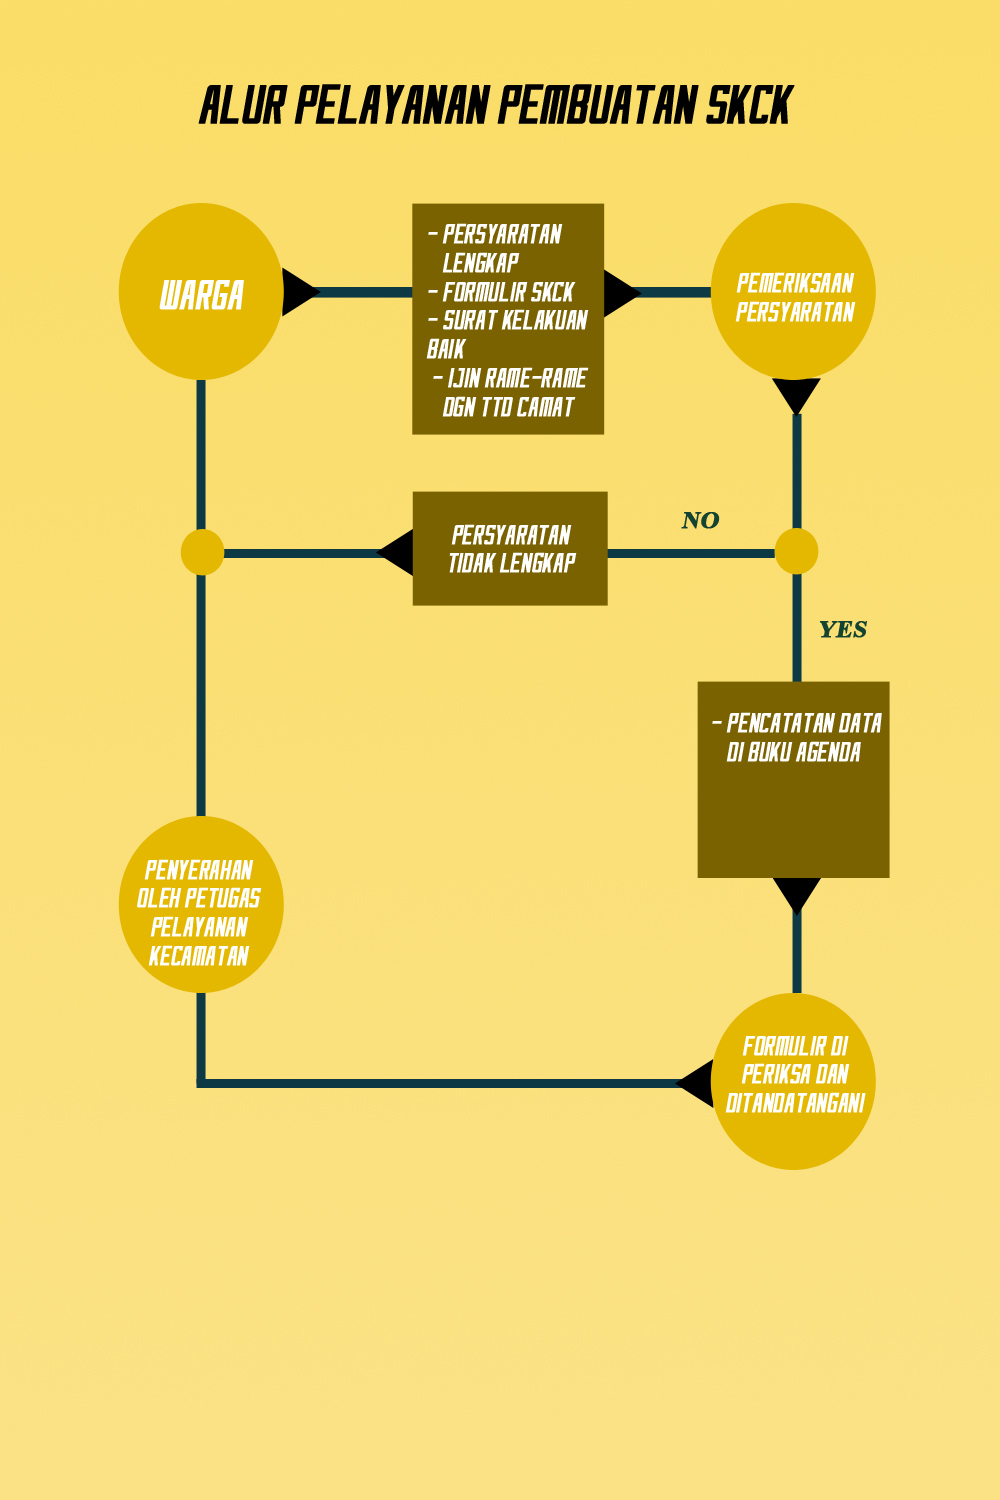 ALUR PELAYANAN PEMBUATAN SKCK
WARGA
- PERSYARATAN
LENGKAP
- FORMULIR SKCK
- SURAT KELAKUAN
BAIK
- IJIN RAME-RAME
DGN TTD CAMAT
PEMERIKSAAN
PERSYARATAN
PERSYARATAN
TIDAK LENGKAP
NO
YES
- PENCATATAN DATA
DI BUKU AGENDA
PENYERAHAN
OLEH PETUGAS
PELAYANAN
KECAMATAN
FORMULIR DI
PERIKSA DAN
DITANDATANGANI